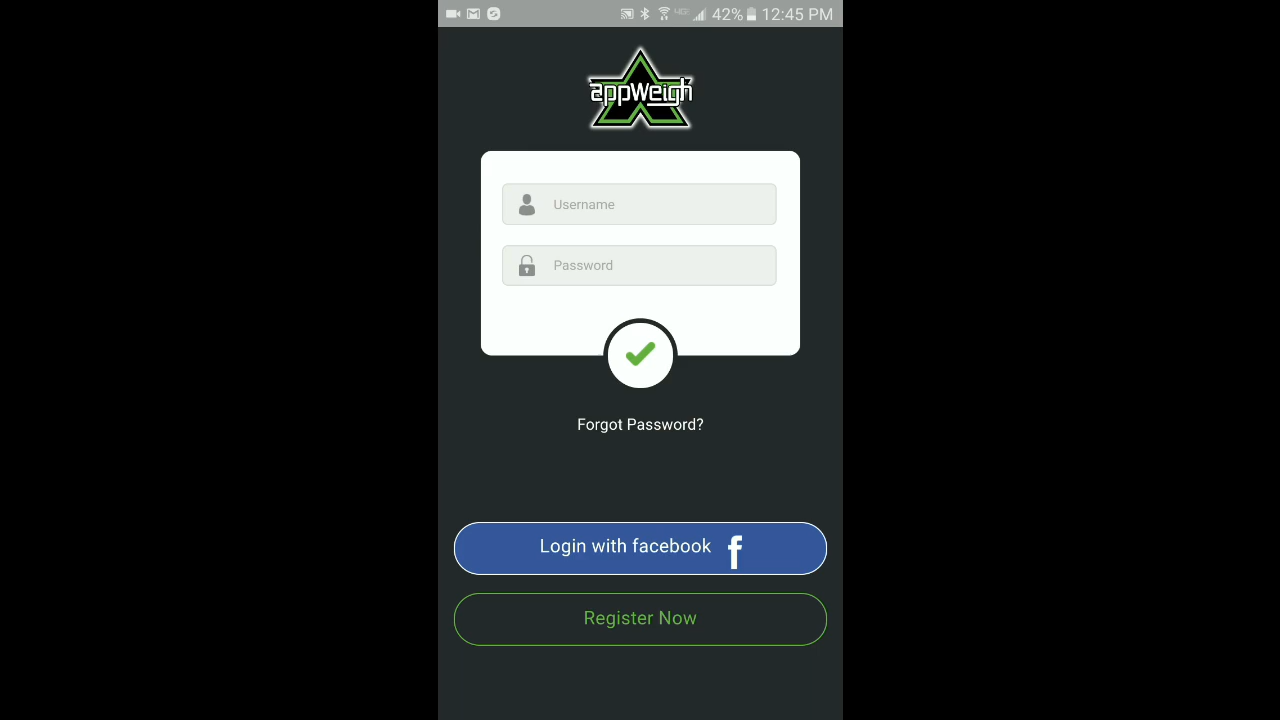 42% 12:45 PM
appWeigh
Username
Password
Forgot Password?
Login with facebook f
Register Now